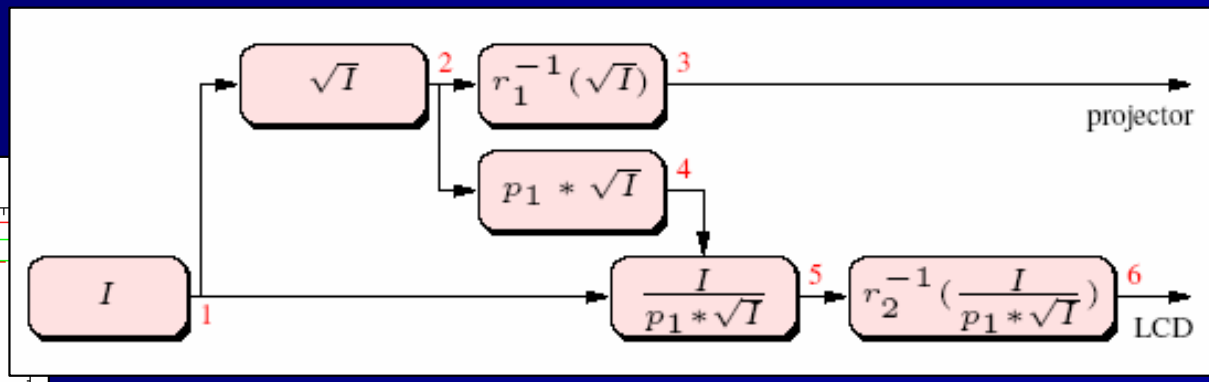 √I
2
r₁⁻¹(√I)
3
projector
p₁ * √I
4
I
1
I / p₁*√I
5
r₂⁻¹(I / p₁*√I)
6
LCD